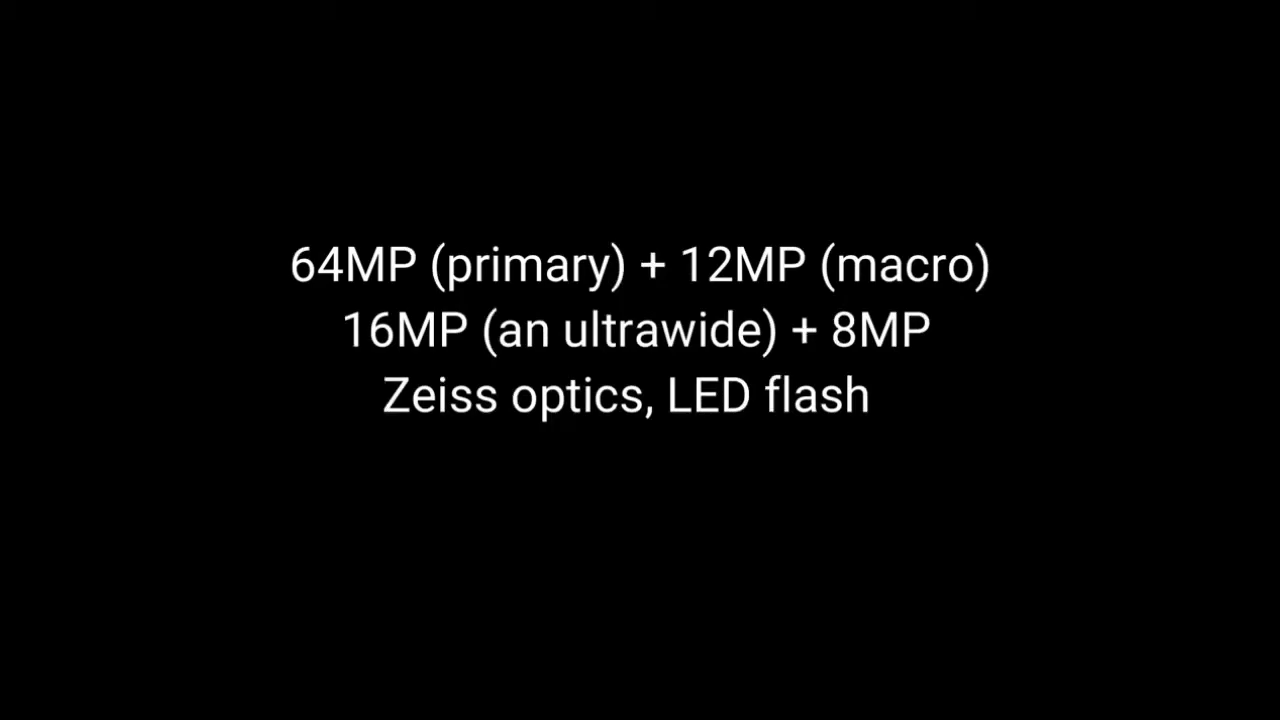 64MP (primary) + 12MP (macro)
16MP (an ultrawide) + 8MP
Zeiss optics, LED flash